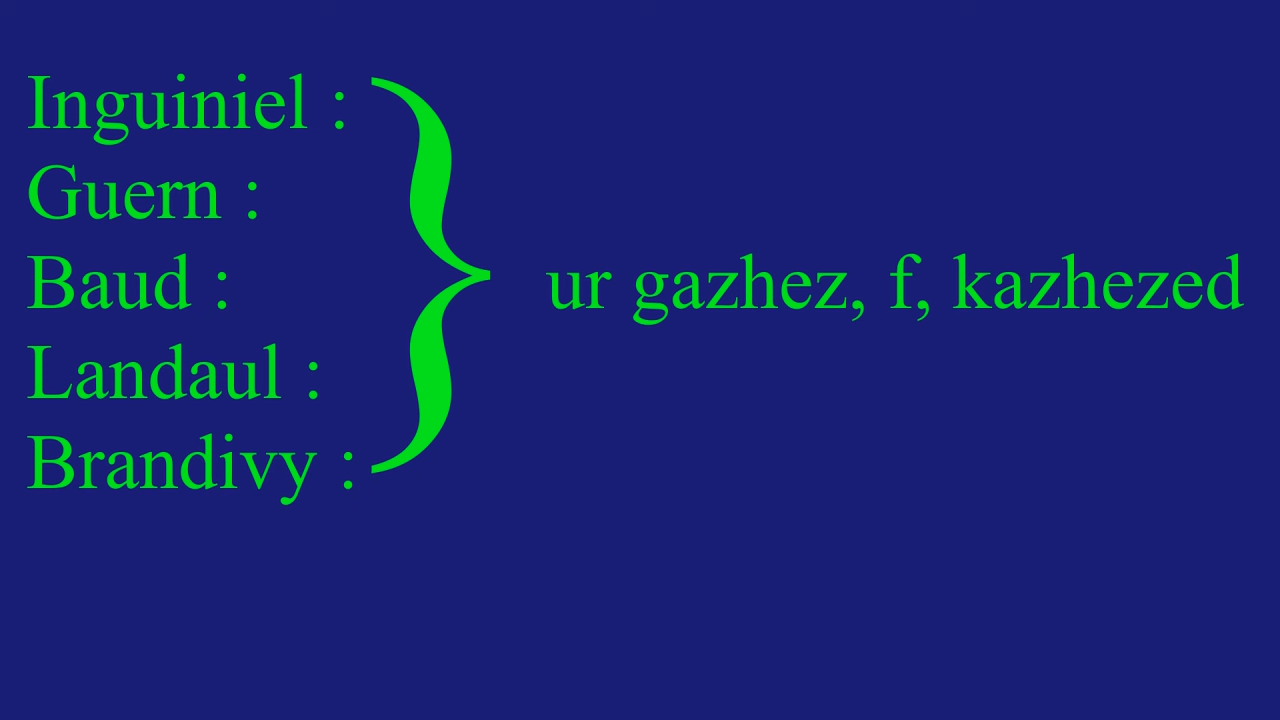 Inguiniel :
Guern :
Baud :
Landaul :
Brandivy :
ur gazhez, f, kazhezed